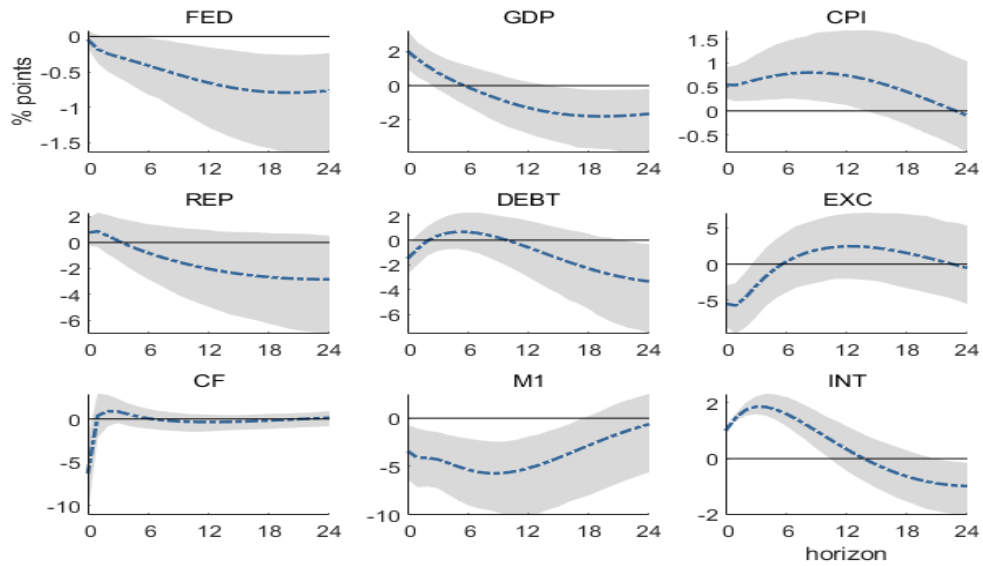 FED GDP CPI
% points
0 -0.5 -1 -1.5
2 0 -2
1.5 1 0.5 0 -0.5
0 6 12 18 24 0 6 12 18 24 0 6 12 18 24
REP DEBT EXC
2 0 -2 -4 -6
2 0 -2 -4 -6
5 0 -5
0 6 12 18 24 0 6 12 18 24 0 6 12 18 24
CF M1 INT
0 -5 -10
0 -5 -10
2 0 -2
0 6 12 18 24 0 6 12 18 24 0 6 12 18 24
horizon